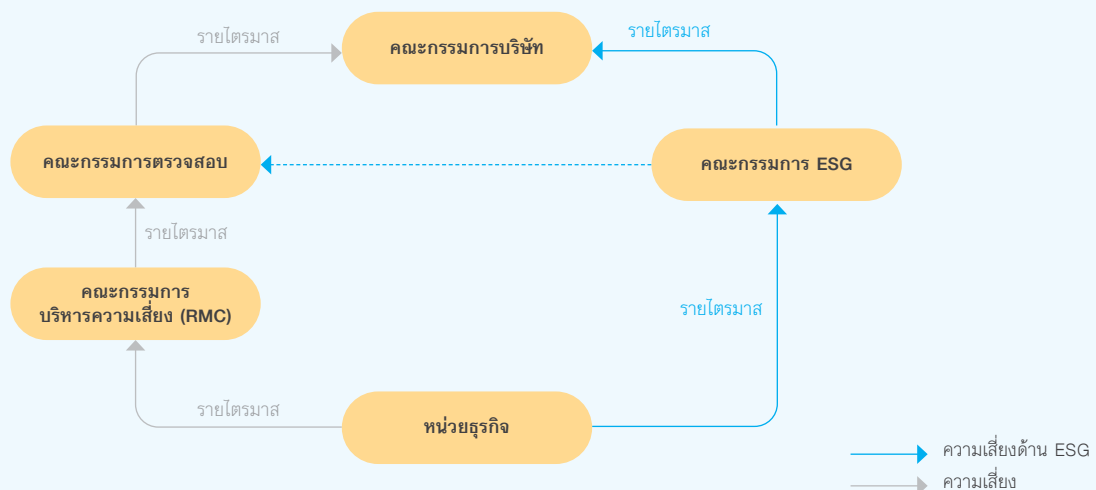 รายไตรมาส
คณะกรรมการบริษัท
รายไตรมาส
คณะกรรมการตรวจสอบ
คณะกรรมการ ESG
รายไตรมาส
คณะกรรมการ
บริหารความเสี่ยง (RMC)
รายไตรมาส
รายไตรมาส
หน่วยธุรกิจ
ความเสี่ยงด้าน ESG
ความเสี่ยง